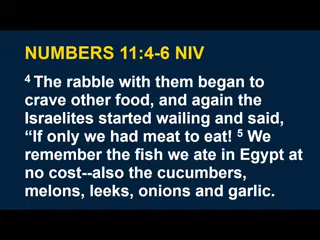 NUMBERS 11:4-6 NIV
4 The rabble with them began to
crave other food, and again the
Israelites started wailing and said,
“If only we had meat to eat! 5 We
remember the fish we ate in Egypt at
no cost--also the cucumbers,
melons, leeks, onions and garlic.